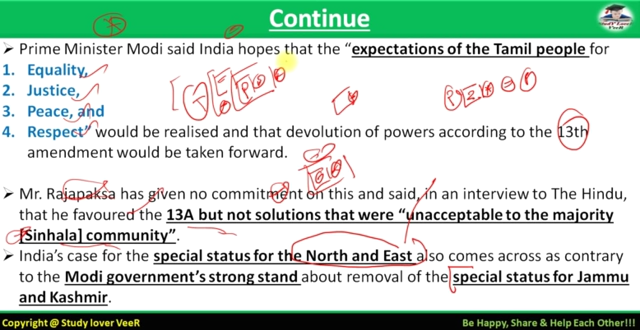 Continue
Study lover VeeR
➢ Prime Minister Modi said India hopes that the “expectations of the Tamil people for
1. Equality,
2. Justice,
3. Peace, and
4. Respect” would be realised and that devolution of powers according to the 13th
amendment would be taken forward.
➢ Mr. Rajapaksa has given no commitment on this and said, in an interview to The Hindu,
that he favoured the 13A but not solutions that were “unacceptable to the majority
[Sinhala] community”.
➢ India’s case for the special status for the North and East also comes across as contrary
to the Modi government’s strong stand about removal of the special status for Jammu
and Kashmir.
Copyright @ Study lover VeeR
Be Happy, Share & Help Each Other!!!